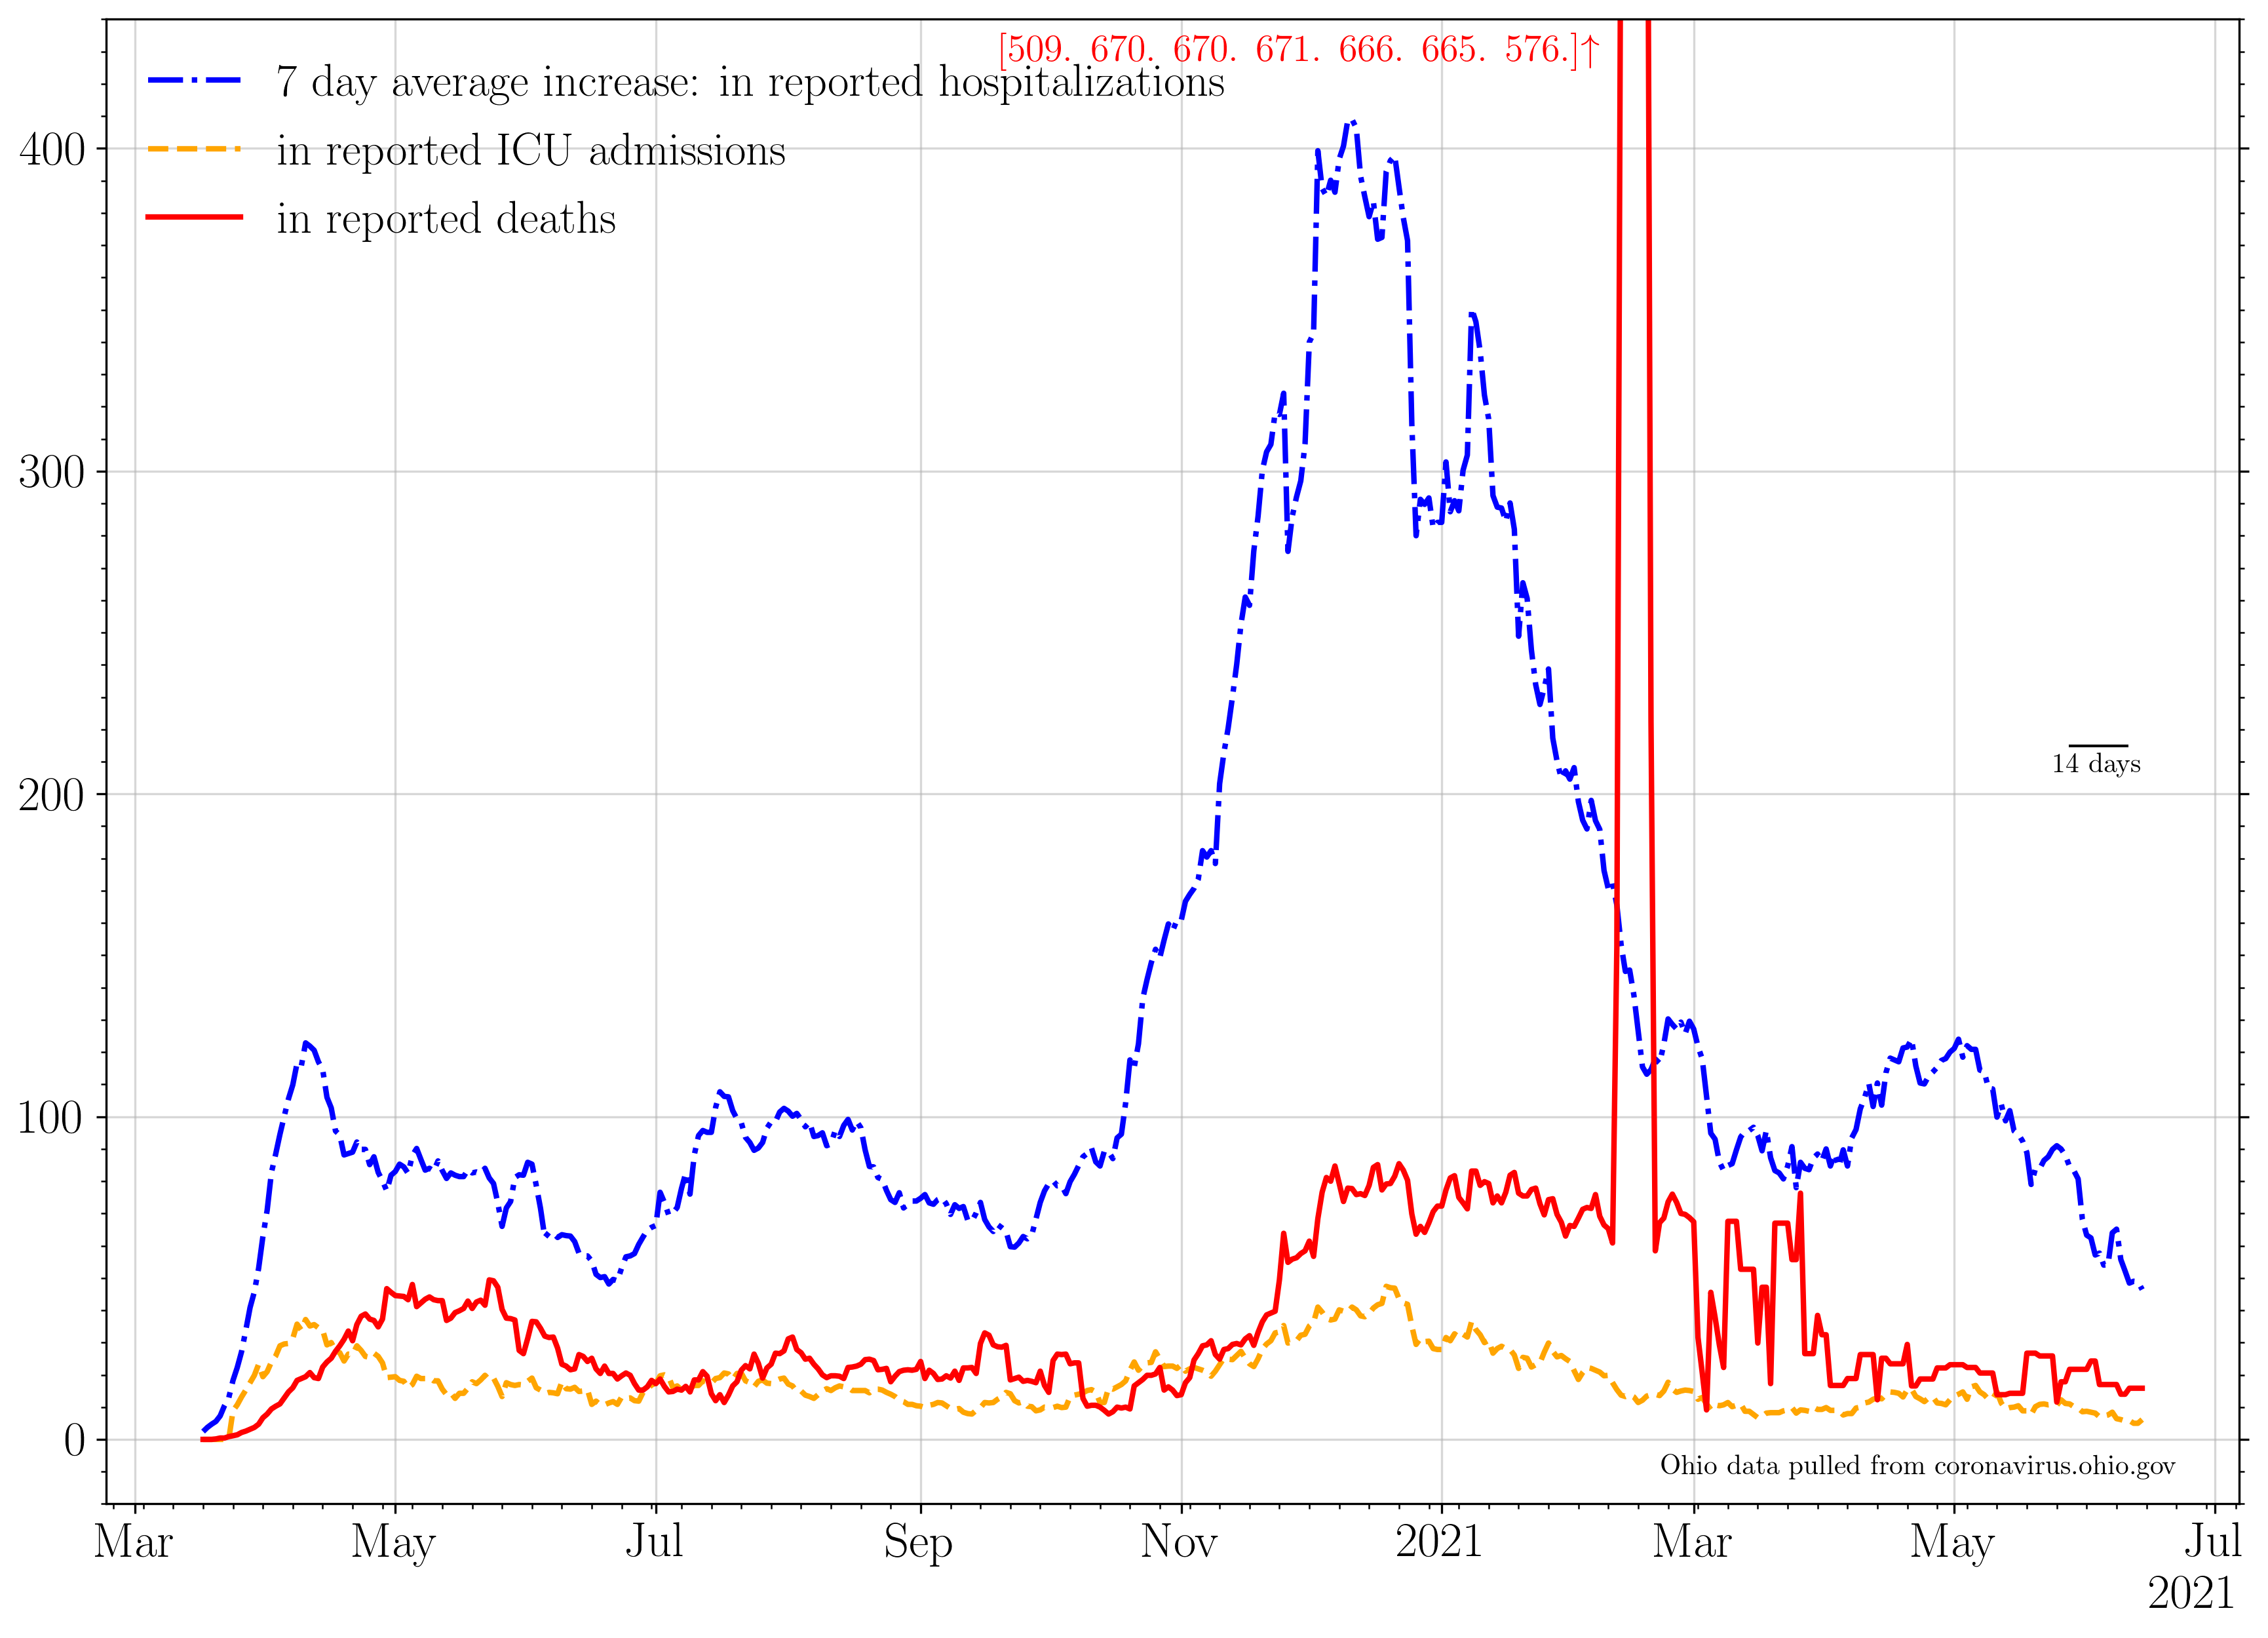 [509. 670. 670. 671. 666. 665. 576.]↑
7 day average increase: in reported hospitalizations
in reported ICU admissions
in reported deaths
400
300
200
100
0
14 days
Ohio data pulled from coronavirus.ohio.gov
Mar May Jul Sep Nov 2021 Mar May Jul
2021